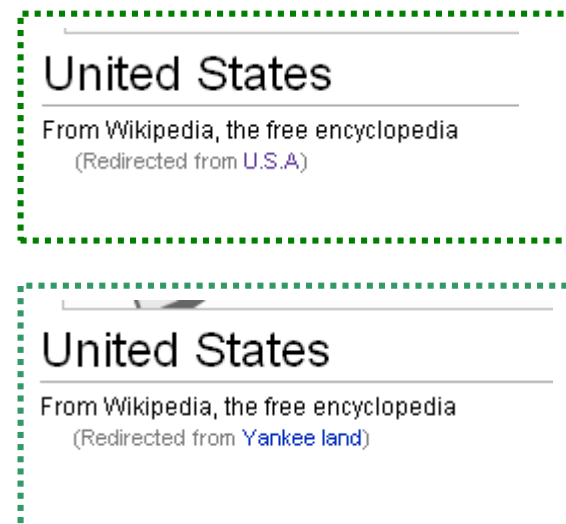 United States
From Wikipedia, the free encyclopedia
(Redirected from U.S.A)
United States
From Wikipedia, the free encyclopedia
(Redirected from Yankee land)